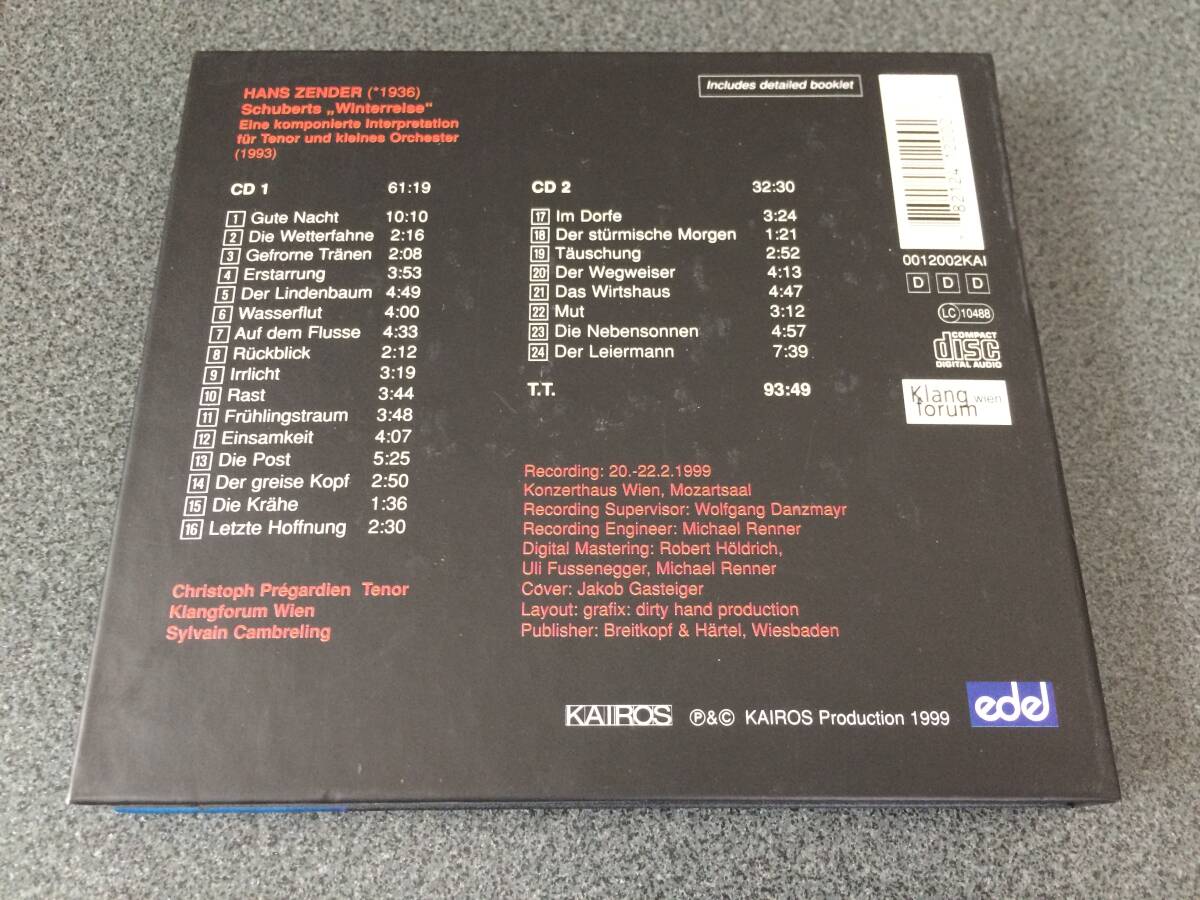 HANS ZENDER (*1936)
Schuberts „Winterreise“
Eine komponierte Interpretation
für Tenor und kleines Orchester
(1993)
Includes detailed booklet
CD 1 61:19
1 Gute Nacht 10:10
2 Die Wetterfahne 2:16
3 Gefrorne Tränen 2:08
4 Erstarrung 3:53
5 Der Lindenbaum 4:49
6 Wasserflut 4:00
7 Auf dem Flusse 4:33
8 Rückblick 2:12
9 Irrlicht 3:19
10 Rast 3:44
11 Frühlingstraum 3:48
12 Einsamkeit 4:07
13 Die Post 5:25
14 Der greise Kopf 2:50
15 Die Krähe 1:36
16 Letzte Hoffnung 2:30
Christoph Prégardien Tenor
Klangforum Wien
Sylvain Cambreling
CD 2 32:30
17 Im Dorfe 3:24
18 Der stürmische Morgen 1:21
19 Täuschung 2:52
20 Der Wegweiser 4:13
21 Das Wirtshaus 4:47
22 Mut 3:12
23 Die Nebensonnen 4:57
24 Der Leiermann 7:39
T.T. 93:49
Recording: 20.-22.2.1999
Konzerthaus Wien, Mozartsaal
Recording Supervisor: Wolfgang Danzmayr
Recording Engineer: Michael Renner
Digital Mastering: Robert Höldrich,
Uli Fussenegger, Michael Renner
Cover: Jakob Gasteiger
Layout: grafix: dirty hand production
Publisher: Breitkopf & Härtel, Wiesbaden
0012002KAI
D D D
LC 10488
COMPACT
disc
DIGITAL AUDIO
Klang wien
forum
KAIROS ℗&© KAIROS Production 1999
edel